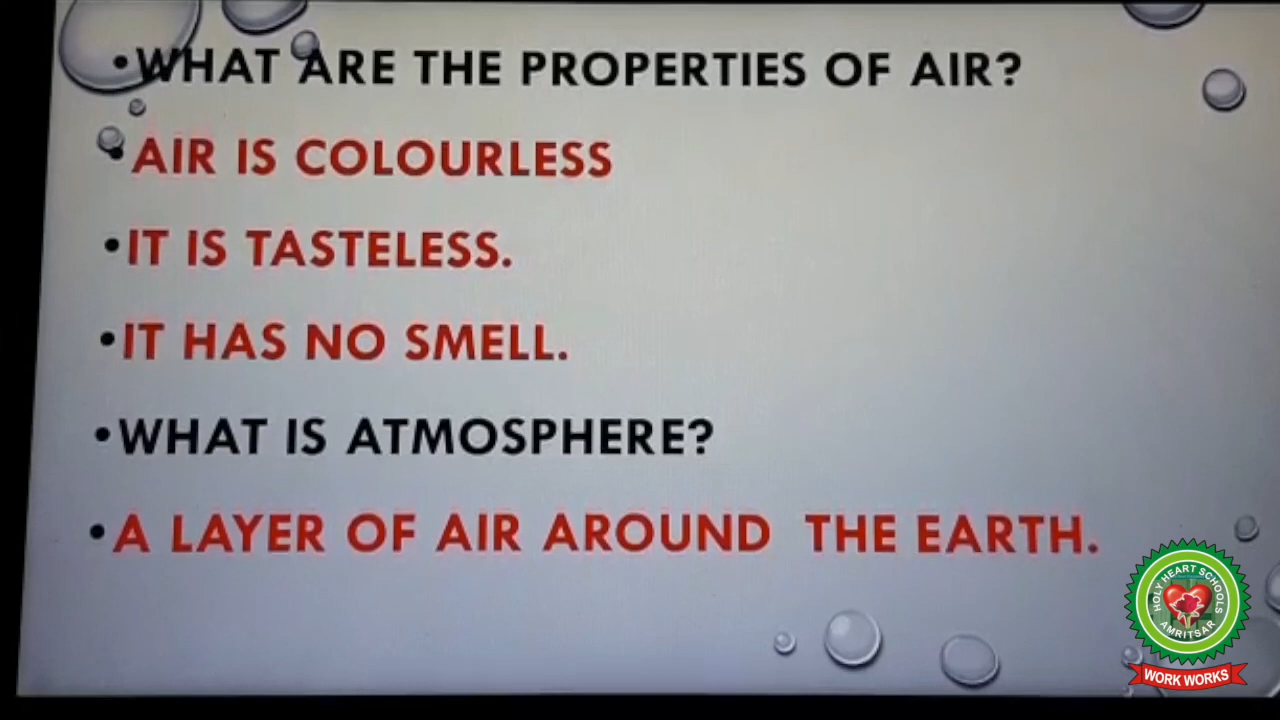 •WHAT ARE THE PROPERTIES OF AIR?
•AIR IS COLOURLESS
•IT IS TASTELESS.
•IT HAS NO SMELL.
•WHAT IS ATMOSPHERE?
•A LAYER OF AIR AROUND THE EARTH.
HOLY HEART SCHOOLS
AMRITSAR
WORK WORKS